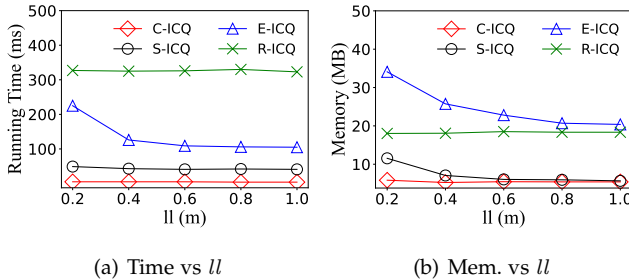 C-ICQ
E-ICQ
S-ICQ
R-ICQ
500
400
300
200
100
Running Time (ms)
0.2
0.4
0.6
0.8
1.0
ll (m)
(a) Time vs ll
C-ICQ
E-ICQ
S-ICQ
R-ICQ
50
40
30
20
10
Memory (MB)
0.2
0.4
0.6
0.8
1.0
ll (m)
(b) Mem. vs ll